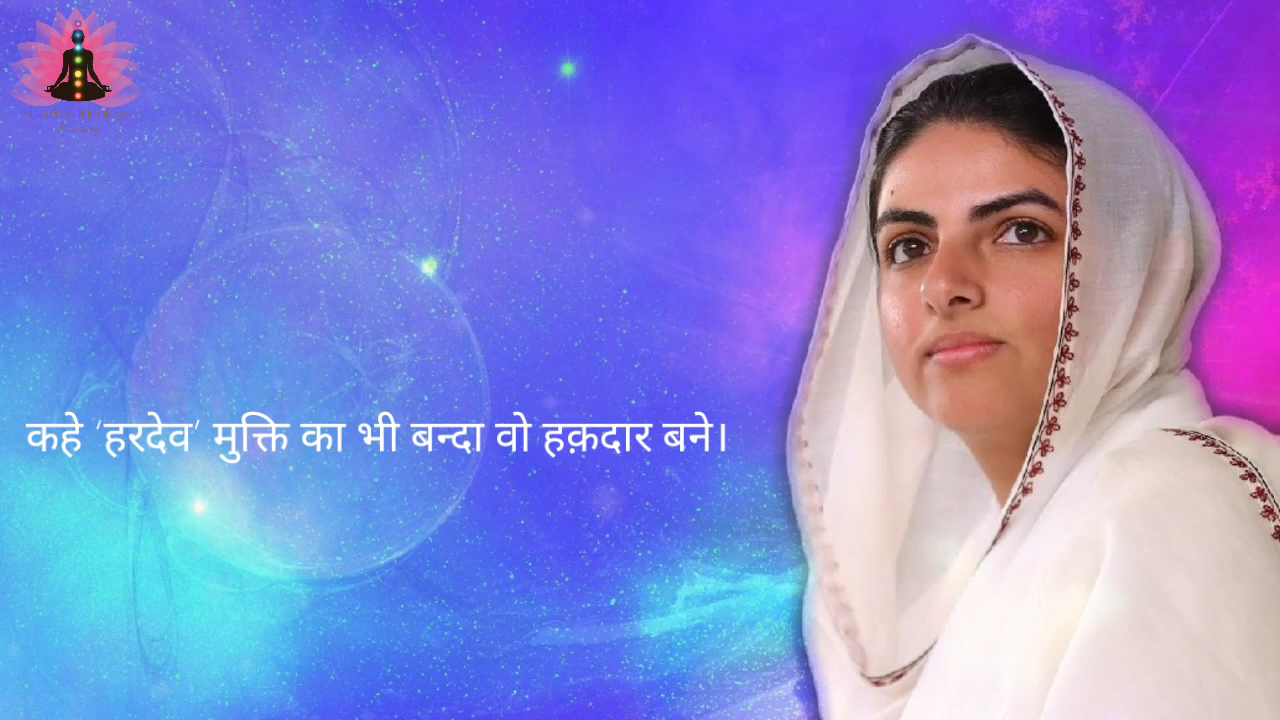 कहे ‘हरदेव’ मुक्ति का भी बन्दा वो हक़दार बने।